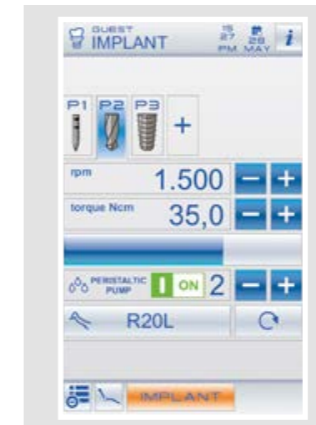 GUEST
IMPLANT
15
27
PM
28
MAY
i
P1 P2 P3 +
rpm 1.500 − +
torque Ncm 35,0 − +
PERISTALTIC PUMP I ON 2 − +
R20L
IMPLANT